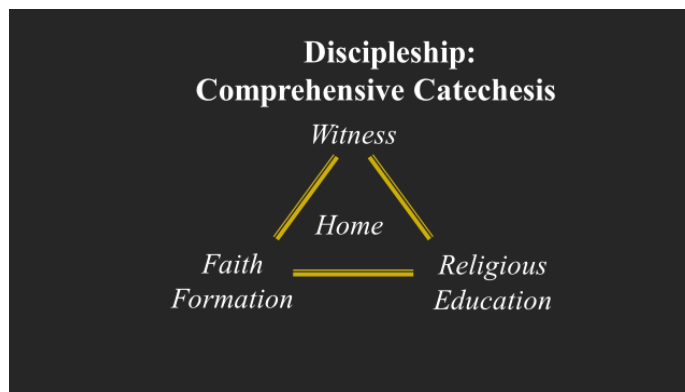 Discipleship:
Comprehensive Catechesis
Witness
Home
Faith
Formation
Religious
Education